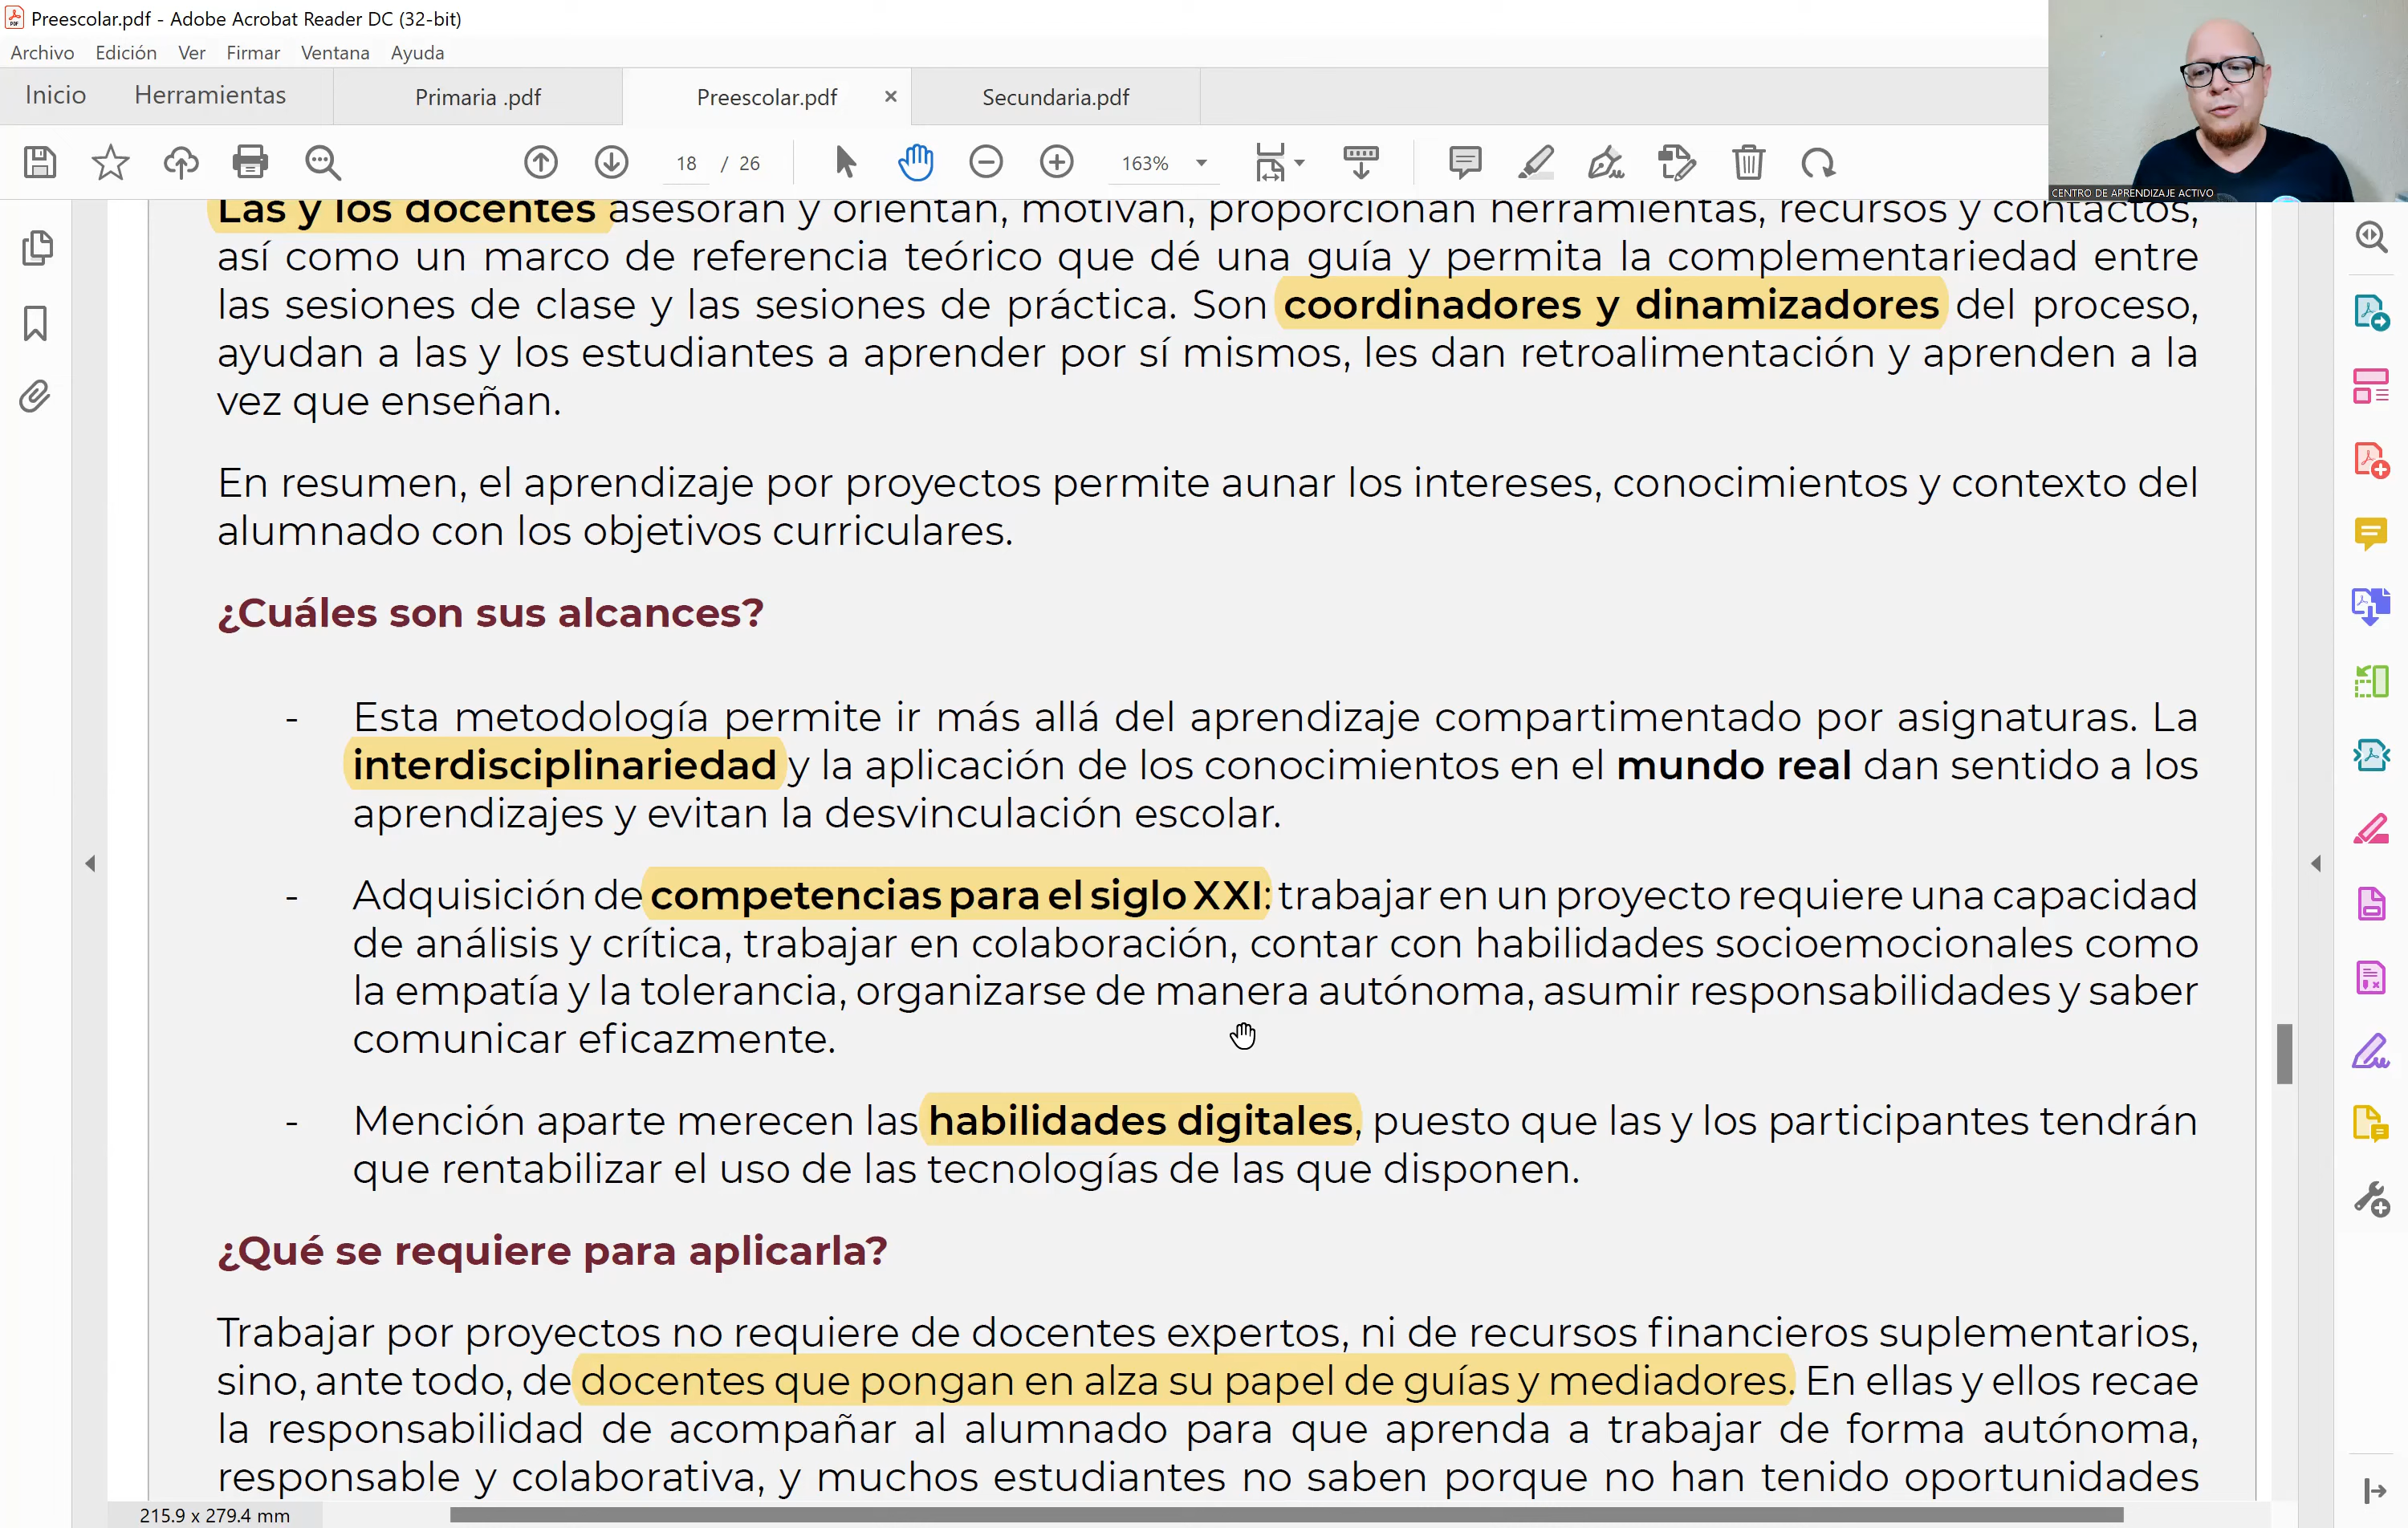 Preescolar.pdf - Adobe Acrobat Reader DC (32-bit)
Archivo Edición Ver Firmar Ventana Ayuda
Inicio Herramientas Primaria .pdf Preescolar.pdf × Secundaria.pdf
18 / 26 163%
CENTRO DE APRENDIZAJE ACTIVO
Las y los docentes asesoran y orientan, motivan, proporcionan herramientas, recursos y contactos,
así como un marco de referencia teórico que dé una guía y permita la complementariedad entre
las sesiones de clase y las sesiones de práctica. Son coordinadores y dinamizadores del proceso,
ayudan a las y los estudiantes a aprender por sí mismos, les dan retroalimentación y aprenden a la
vez que enseñan.
En resumen, el aprendizaje por proyectos permite aunar los intereses, conocimientos y contexto del
alumnado con los objetivos curriculares.
¿Cuáles son sus alcances?
- Esta metodología permite ir más allá del aprendizaje compartimentado por asignaturas. La
interdisciplinariedad y la aplicación de los conocimientos en el mundo real dan sentido a los
aprendizajes y evitan la desvinculación escolar.
- Adquisición de competencias para el siglo XXI: trabajar en un proyecto requiere una capacidad
de análisis y crítica, trabajar en colaboración, contar con habilidades socioemocionales como
la empatía y la tolerancia, organizarse de manera autónoma, asumir responsabilidades y saber
comunicar eficazmente.
- Mención aparte merecen las habilidades digitales, puesto que las y los participantes tendrán
que rentabilizar el uso de las tecnologías de las que disponen.
¿Qué se requiere para aplicarla?
Trabajar por proyectos no requiere de docentes expertos, ni de recursos financieros suplementarios,
sino, ante todo, de docentes que pongan en alza su papel de guías y mediadores. En ellas y ellos recae
la responsabilidad de acompañar al alumnado para que aprenda a trabajar de forma autónoma,
responsable y colaborativa, y muchos estudiantes no saben porque no han tenido oportunidades
215.9 x 279.4 mm